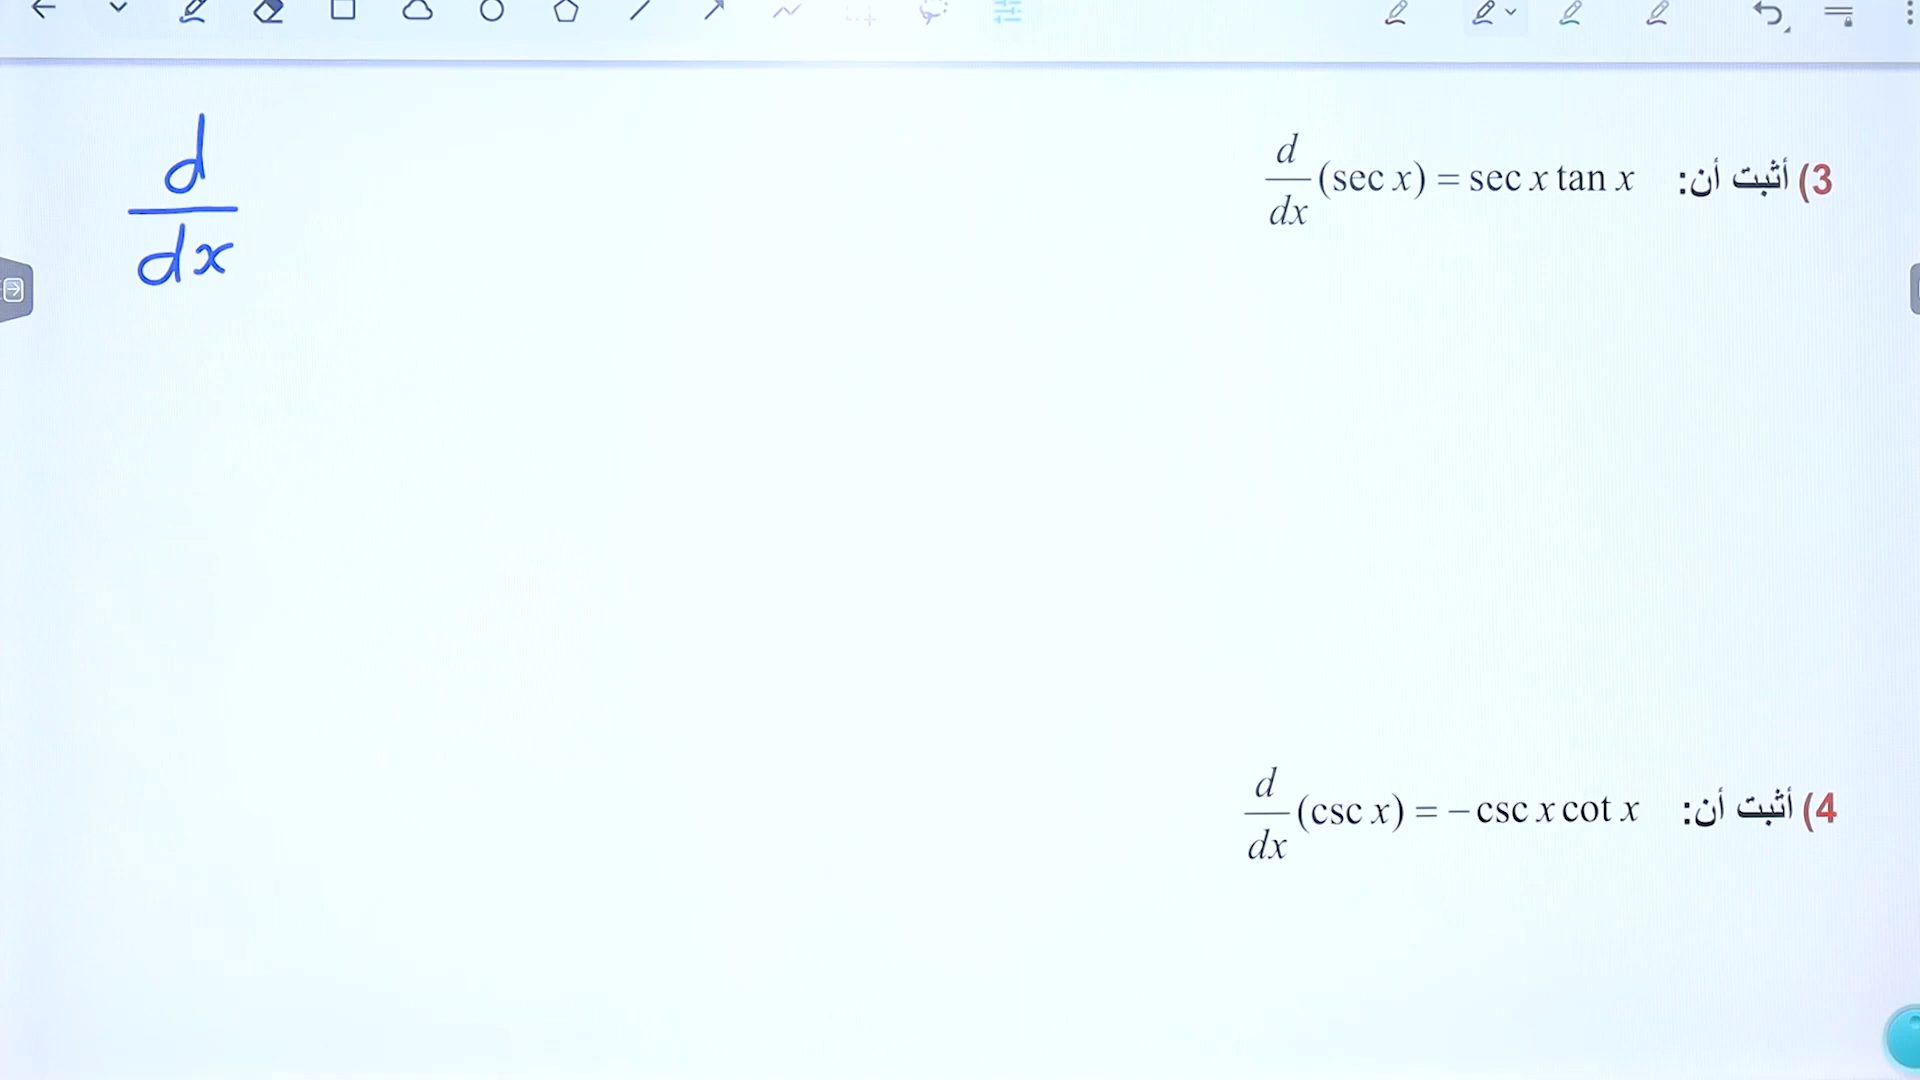 3) أثبت أن: d/dx (sec x) = sec x tan x
d/dx
4) أثبت أن: d/dx (csc x) = − csc x cot x